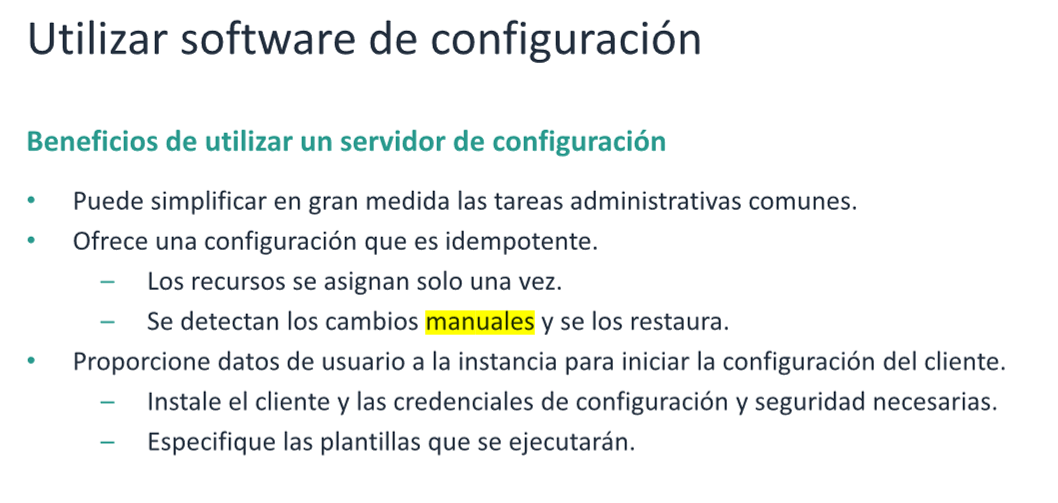 Utilizar software de configuración
Beneficios de utilizar un servidor de configuración
• Puede simplificar en gran medida las tareas administrativas comunes.
• Ofrece una configuración que es idempotente.
– Los recursos se asignan solo una vez.
– Se detectan los cambios manuales y se los restaura.
• Proporcione datos de usuario a la instancia para iniciar la configuración del cliente.
– Instale el cliente y las credenciales de configuración y seguridad necesarias.
– Especifique las plantillas que se ejecutarán.